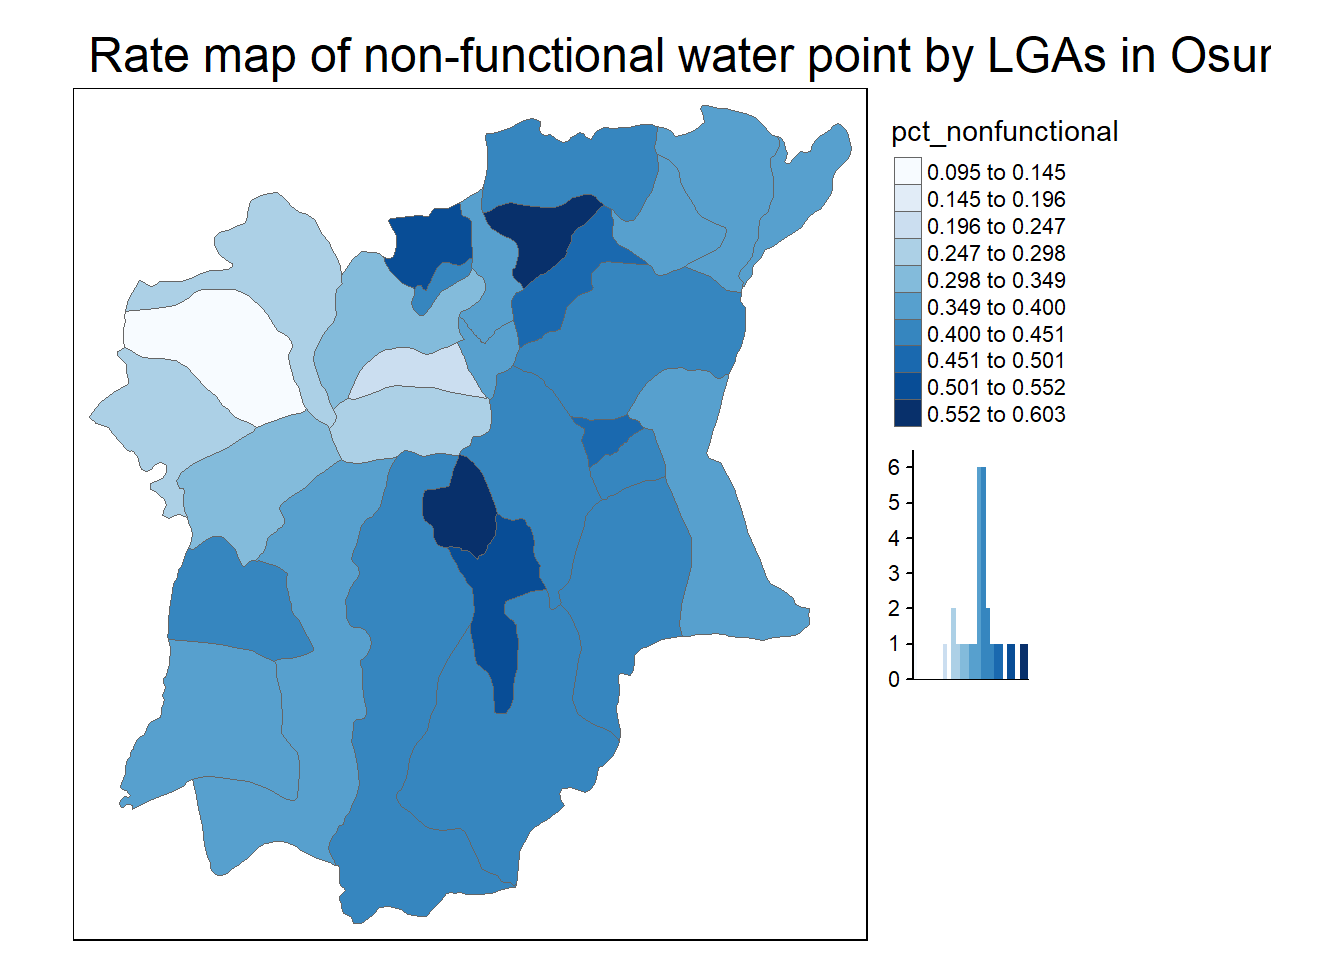 Rate map of non-functional water point by LGAs in Osun
pct_nonfunctional
0.095 to 0.145
0.145 to 0.196
0.196 to 0.247
0.247 to 0.298
0.298 to 0.349
0.349 to 0.400
0.400 to 0.451
0.451 to 0.501
0.501 to 0.552
0.552 to 0.603
6
5
4
3
2
1
0